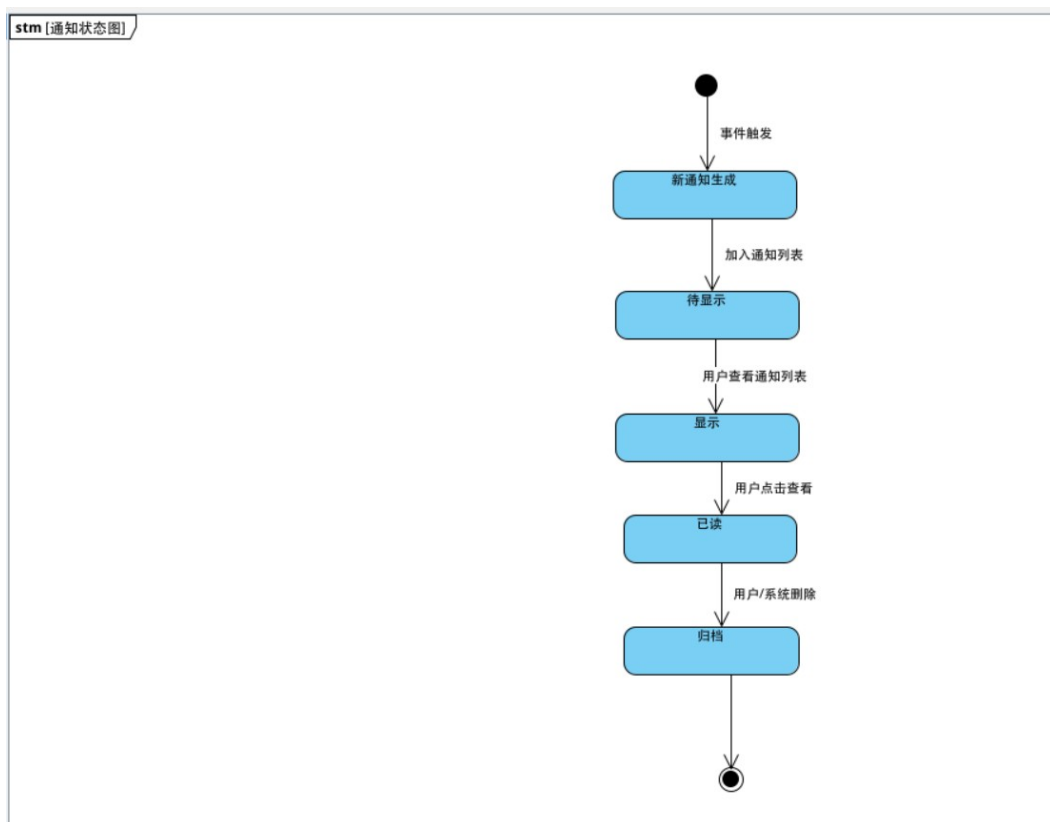 stm [通知状态图]
事件触发
新通知生成
加入通知列表
待显示
用户查看通知列表
显示
用户点击查看
已读
用户/系统删除
归档